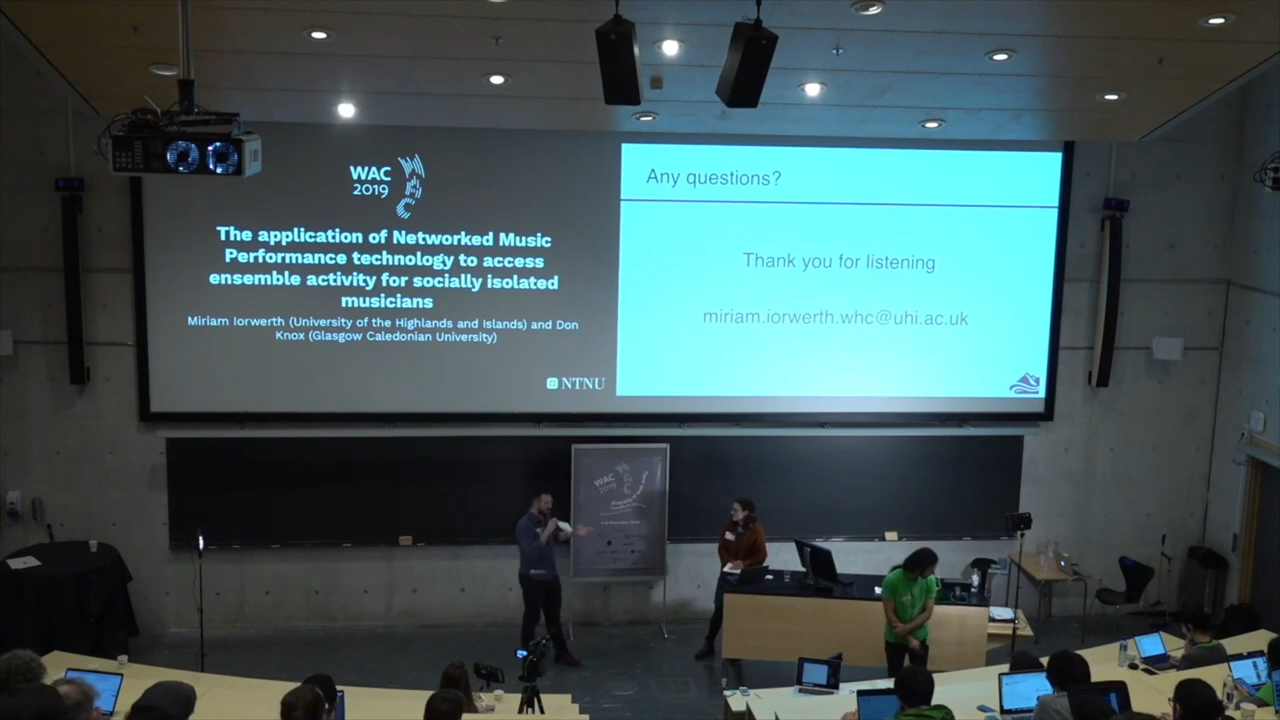 WAC
2019
The application of Networked Music
Performance technology to access
ensemble activity for socially isolated
musicians
Miriam Iorwerth (University of the Highlands and Islands) and Don
Knox (Glasgow Caledonian University)
NTNU
Any questions?
Thank you for listening
miriam.iorwerth.whc@uhi.ac.uk
WAC
2019